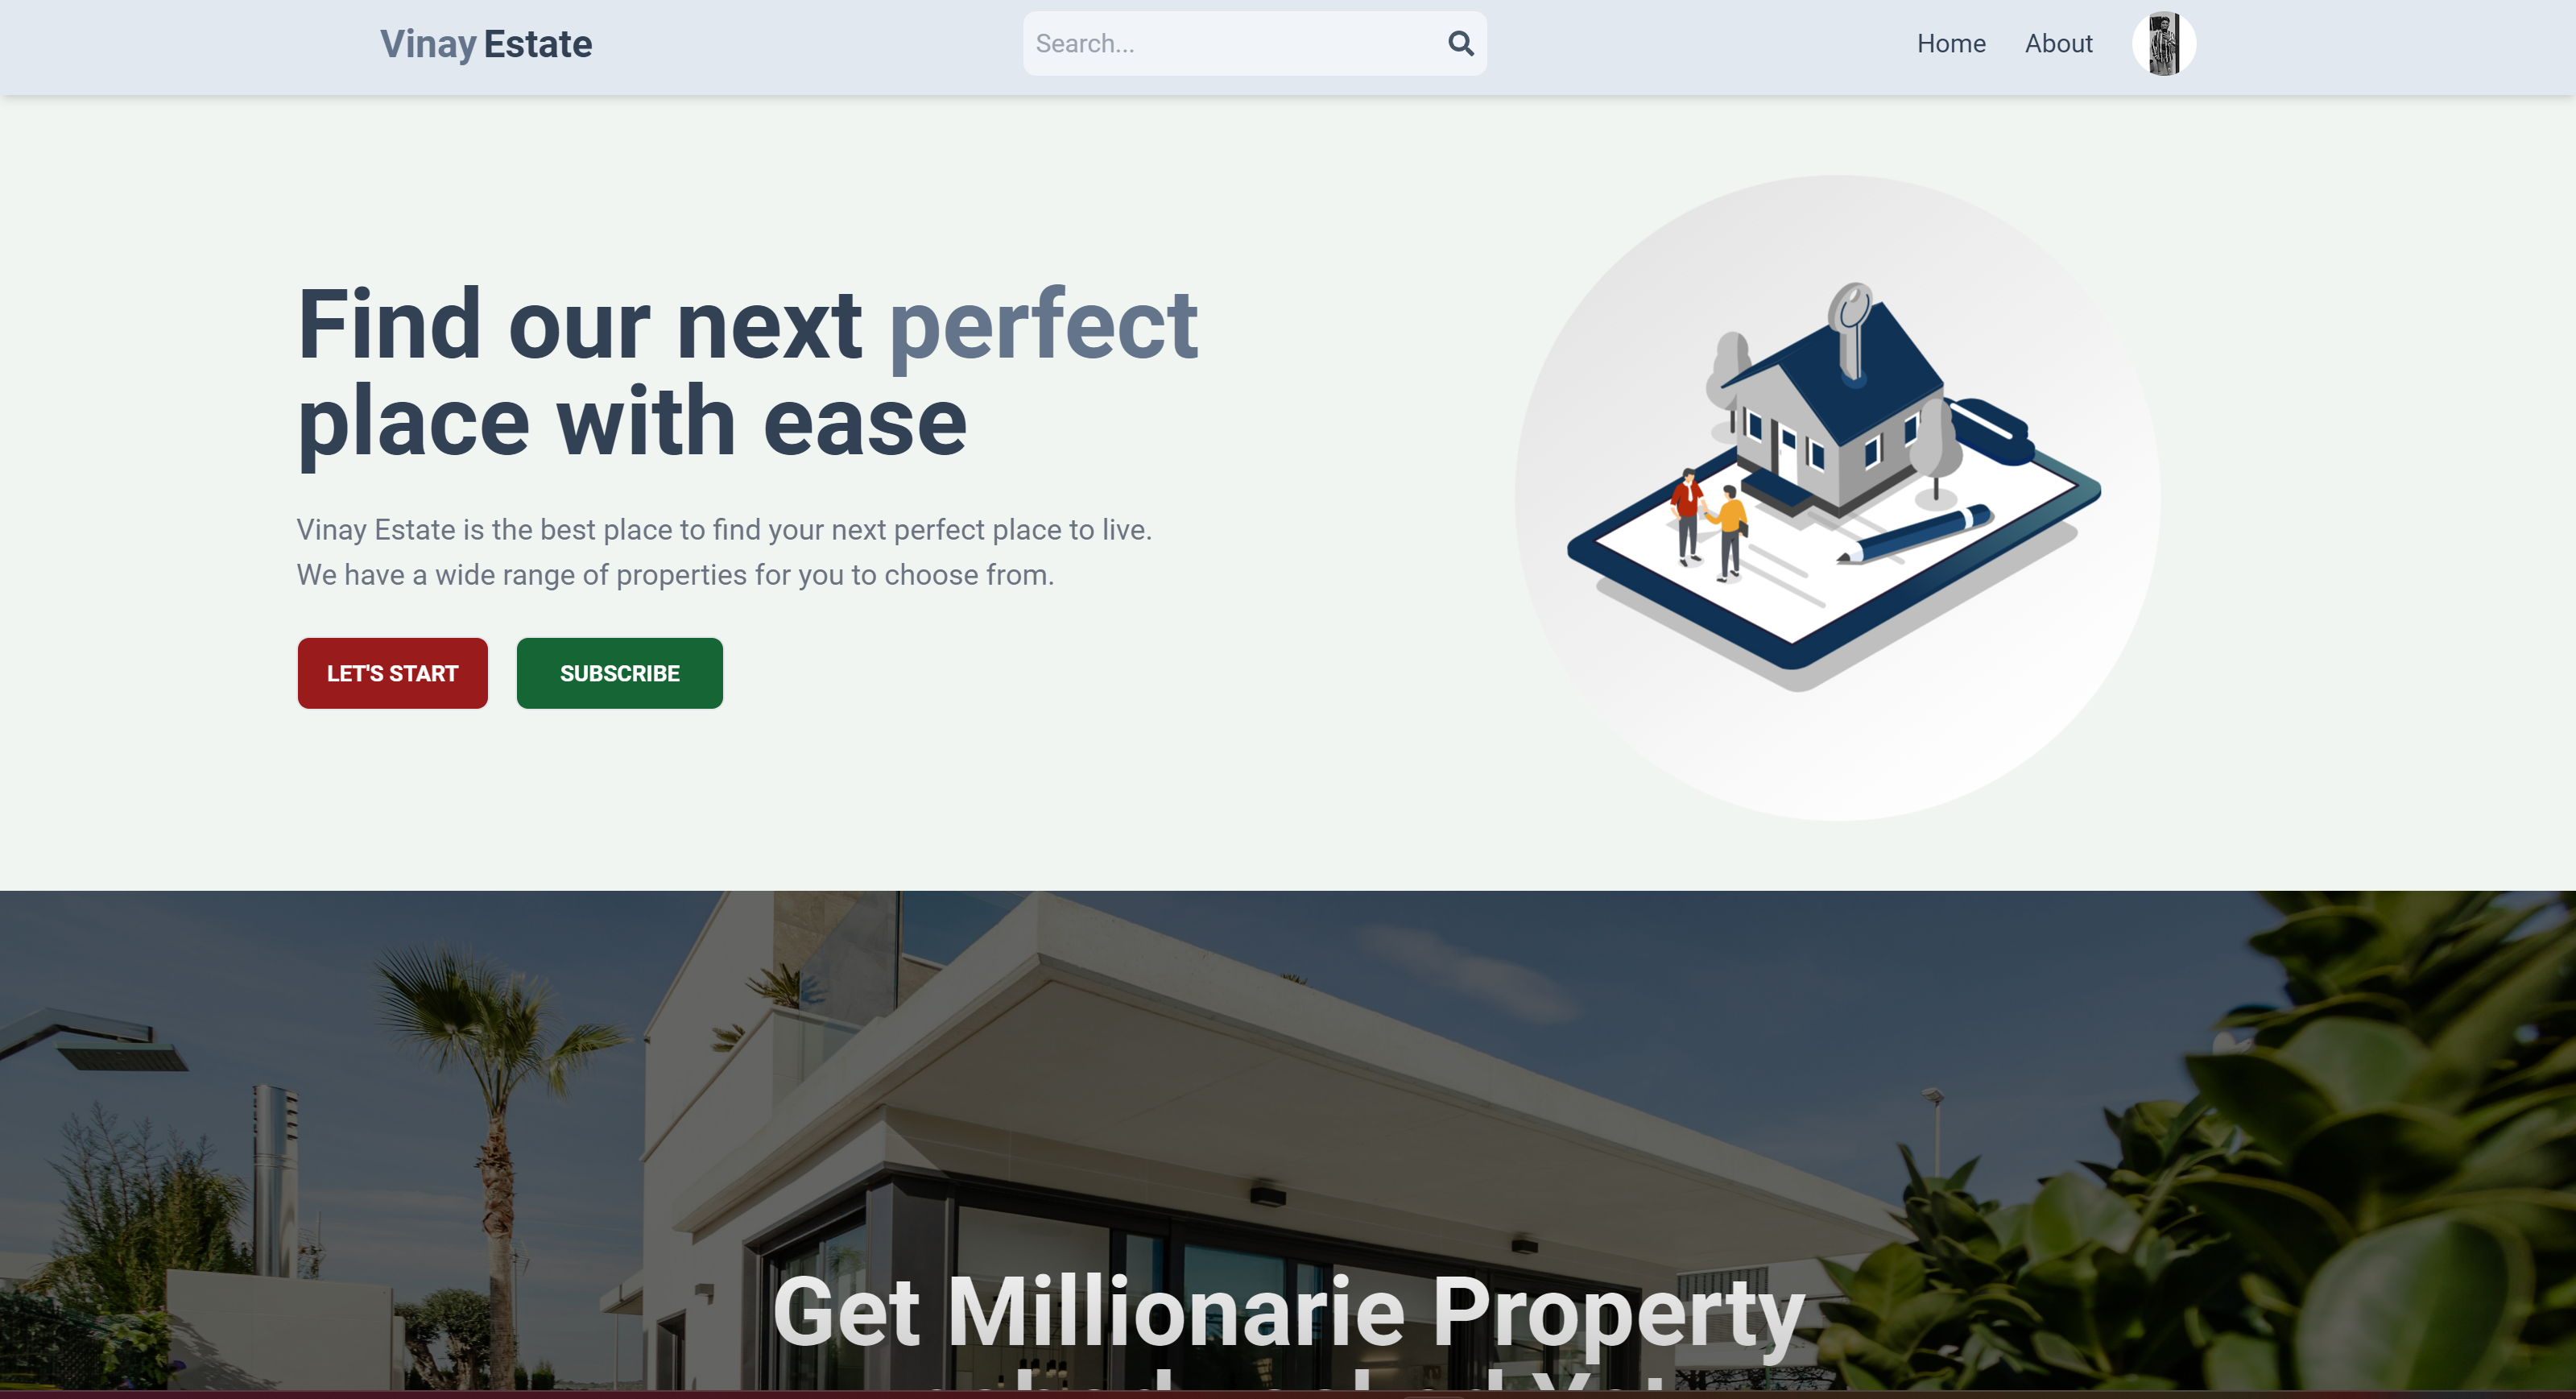 Vinay Estate
Search...
Home
About
Find our next perfect
place with ease
Vinay Estate is the best place to find your next perfect place to live.
We have a wide range of properties for you to choose from.
LET'S START
SUBSCRIBE
Get Millionarie Property